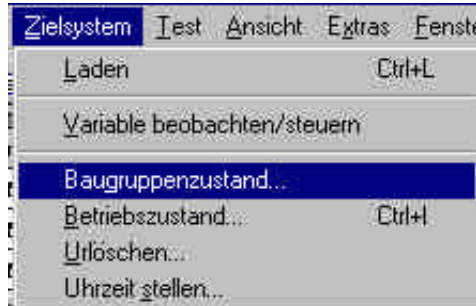 Zielsystem Test Ansicht Extras Fenste
Laden Ctrl+L
Variable beobachten/steuern
Baugruppenzustand...
Betriebszustand... Ctrl+I
Urlöschen...
Uhrzeit stellen...